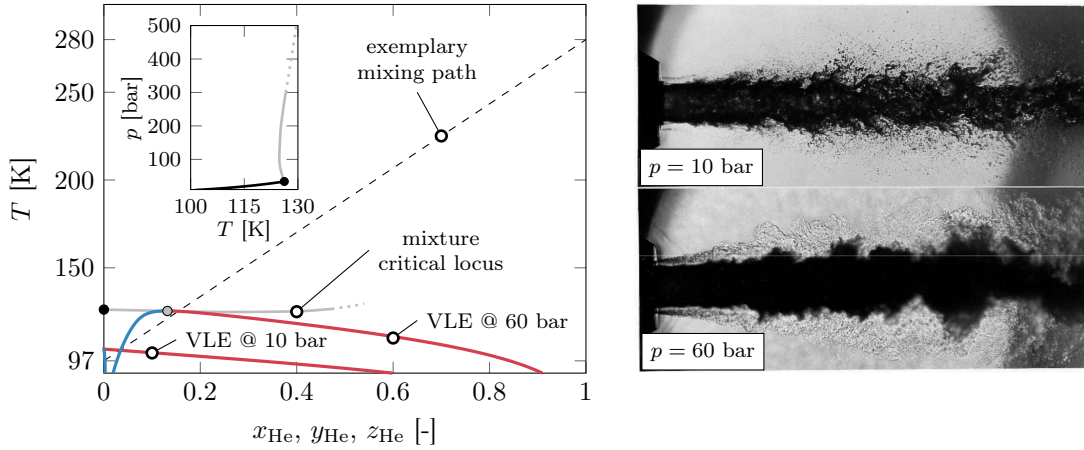 280
250
200
150
97
T [K]
0
0.2
0.4
0.6
0.8
1
x_He, y_He, z_He [-]
500
400
300
200
100
p [bar]
100
115
130
T [K]
exemplary
mixing path
mixture
critical locus
VLE @ 60 bar
VLE @ 10 bar
p = 10 bar
p = 60 bar